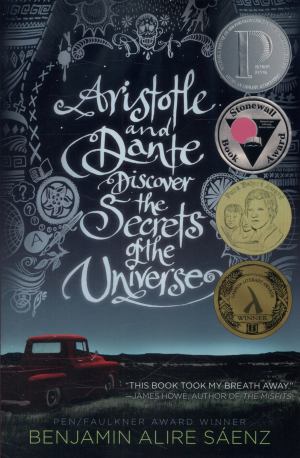 Aristotle
and
Dante
Discover
the
Secrets
of the
Universe
P
Stonewall
Book
Award
WINNER
"THIS BOOK TOOK MY BREATH AWAY."
—JAMES HOWE, AUTHOR OF THE MISFITS
PEN/FAULKNER AWARD WINNER
BENJAMIN ALIRE SÁENZ